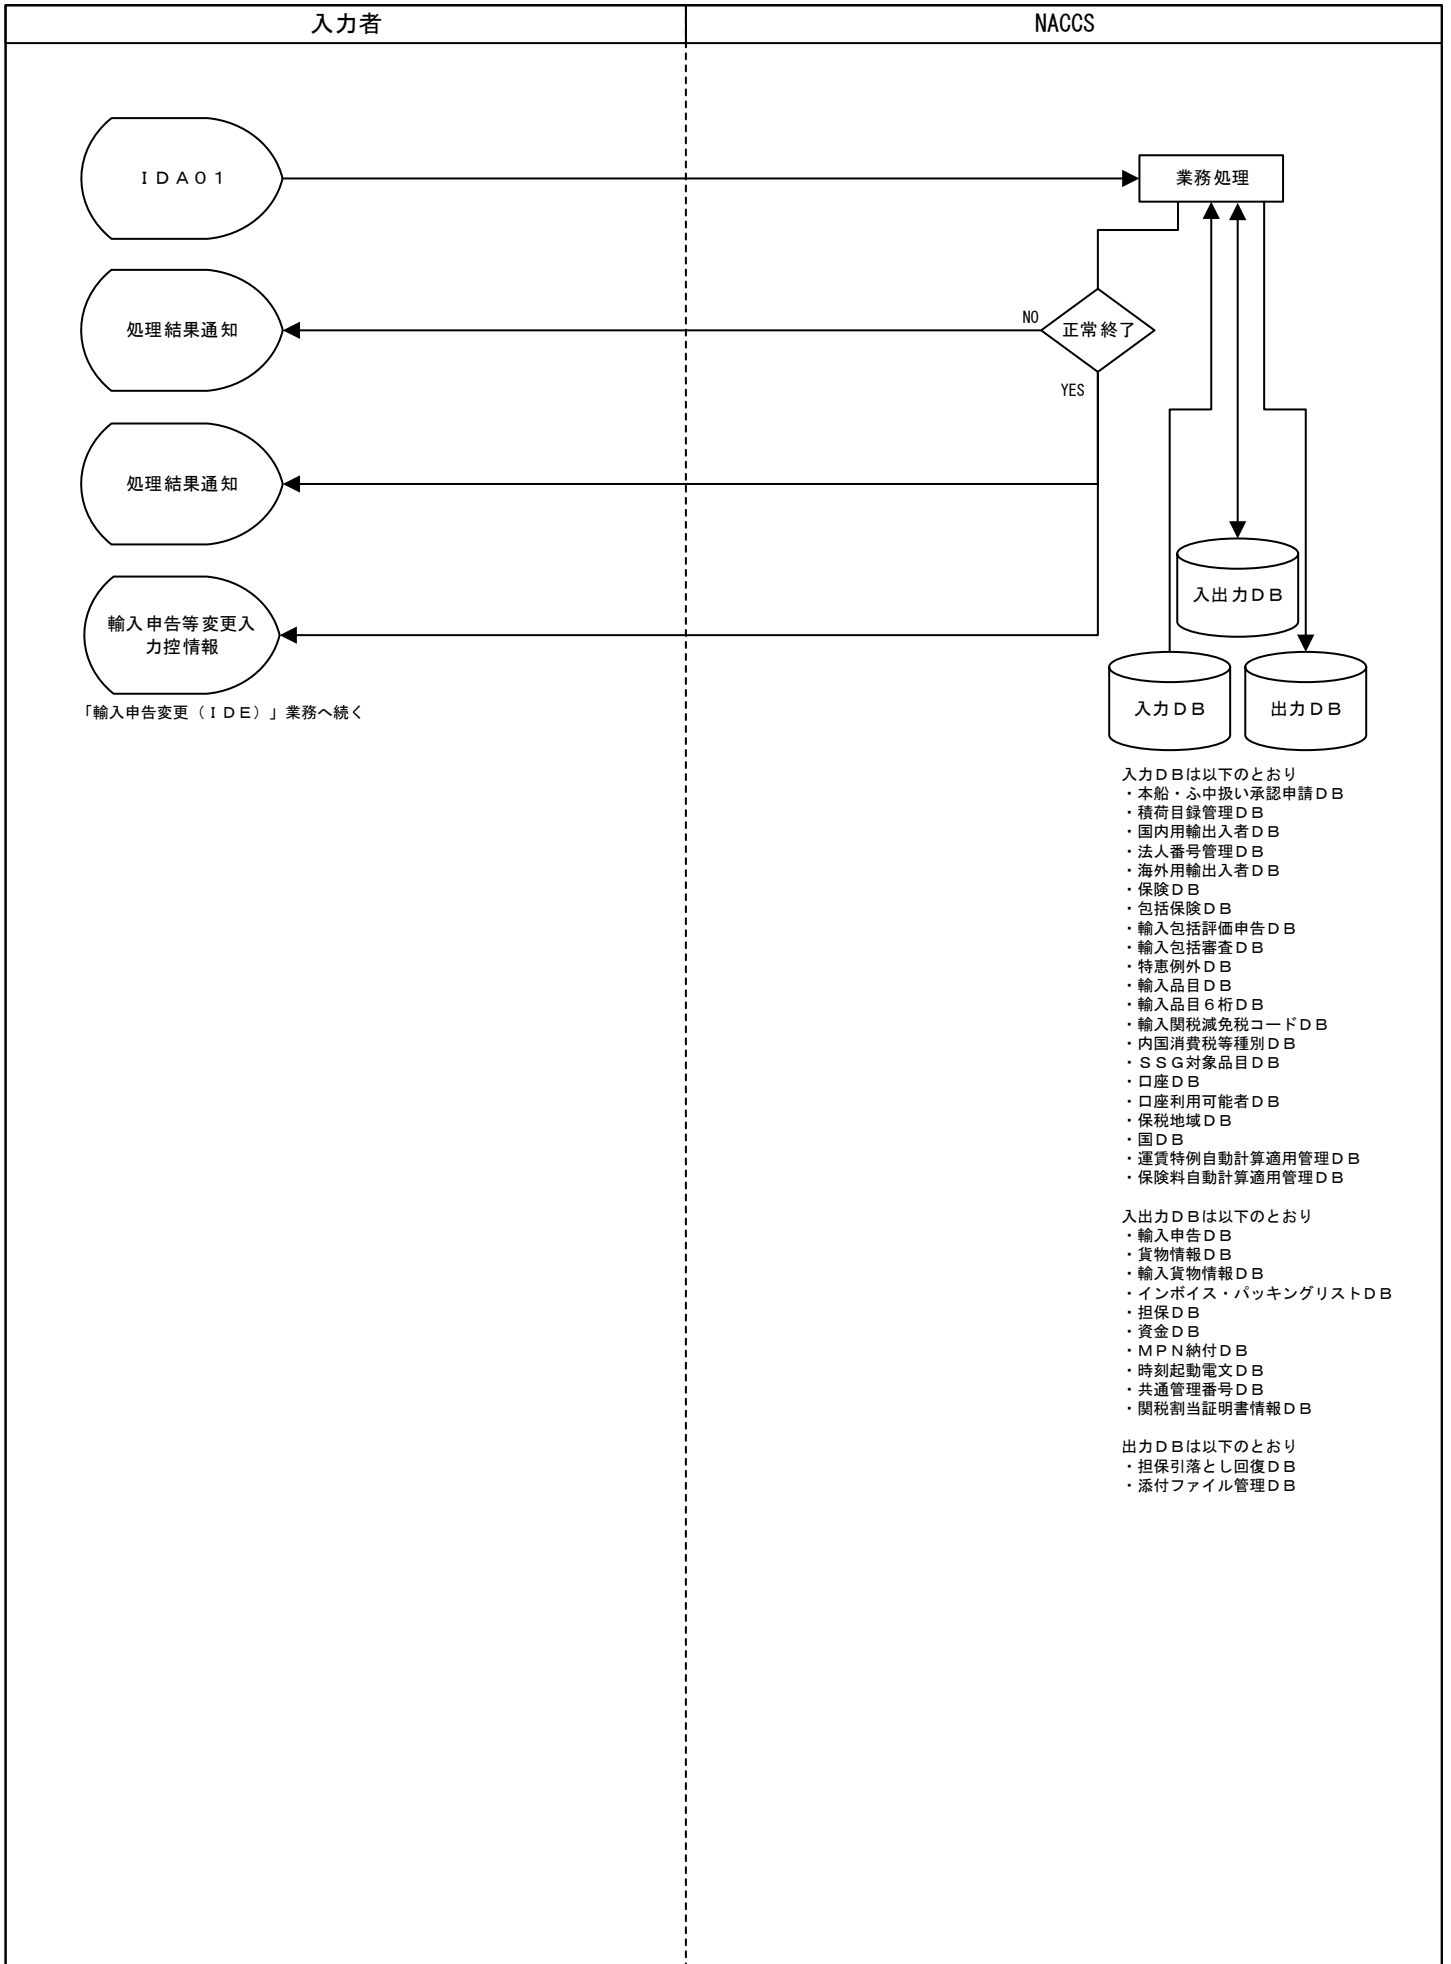 入力者
NACCS
ＩＤＡ０１
業務処理
処理結果通知
NO
正常終了
YES
処理結果通知
入出力ＤＢ
輸入申告等変更入
力控情報
入力ＤＢ
出力ＤＢ
「輸入申告変更（ＩＤＥ）」業務へ続く
入力ＤＢは以下のとおり
・本船・ふ中扱い承認申請ＤＢ
・積荷目録管理ＤＢ
・国内用輸出入者ＤＢ
・法人番号管理ＤＢ
・海外用輸出入者ＤＢ
・保険ＤＢ
・包括保険ＤＢ
・輸入包括評価申告ＤＢ
・輸入包括審査ＤＢ
・特恵例外ＤＢ
・輸入品目ＤＢ
・輸入品目６桁ＤＢ
・輸入関税減免税コードＤＢ
・内国消費税等種別ＤＢ
・ＳＳＧ対象品目ＤＢ
・口座ＤＢ
・口座利用可能者ＤＢ
・保税地域ＤＢ
・国ＤＢ
・運賃特例自動計算適用管理ＤＢ
・保険料自動計算適用管理ＤＢ
入出力ＤＢは以下のとおり
・輸入申告ＤＢ
・貨物情報ＤＢ
・輸入貨物情報ＤＢ
・インボイス・パッキングリストＤＢ
・担保ＤＢ
・資金ＤＢ
・ＭＰＮ納付ＤＢ
・時刻起動電文ＤＢ
・共通管理番号ＤＢ
・関税割当証明書情報ＤＢ
出力ＤＢは以下のとおり
・担保引落とし回復ＤＢ
・添付ファイル管理ＤＢ